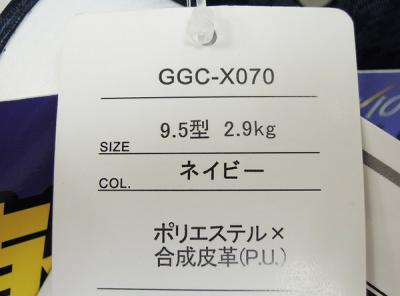 GGC-X070
SIZE 9.5型 2.9kg
COL. ネイビー
ポリエステル×
合成皮革(P.U.)